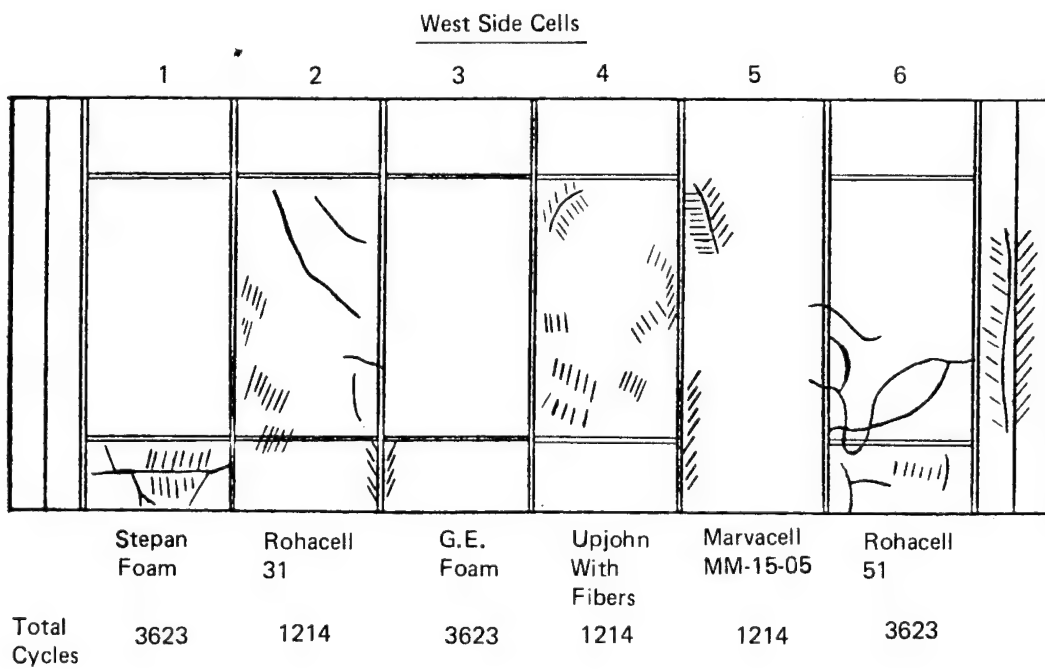 West Side Cells
1 2 3 4 5 6
Stepan Rohacell G.E. Upjohn Marvacell Rohacell
Foam 31 Foam With MM-15-05 51
Fibers
Total 3623 1214 3623 1214 1214 3623
Cycles